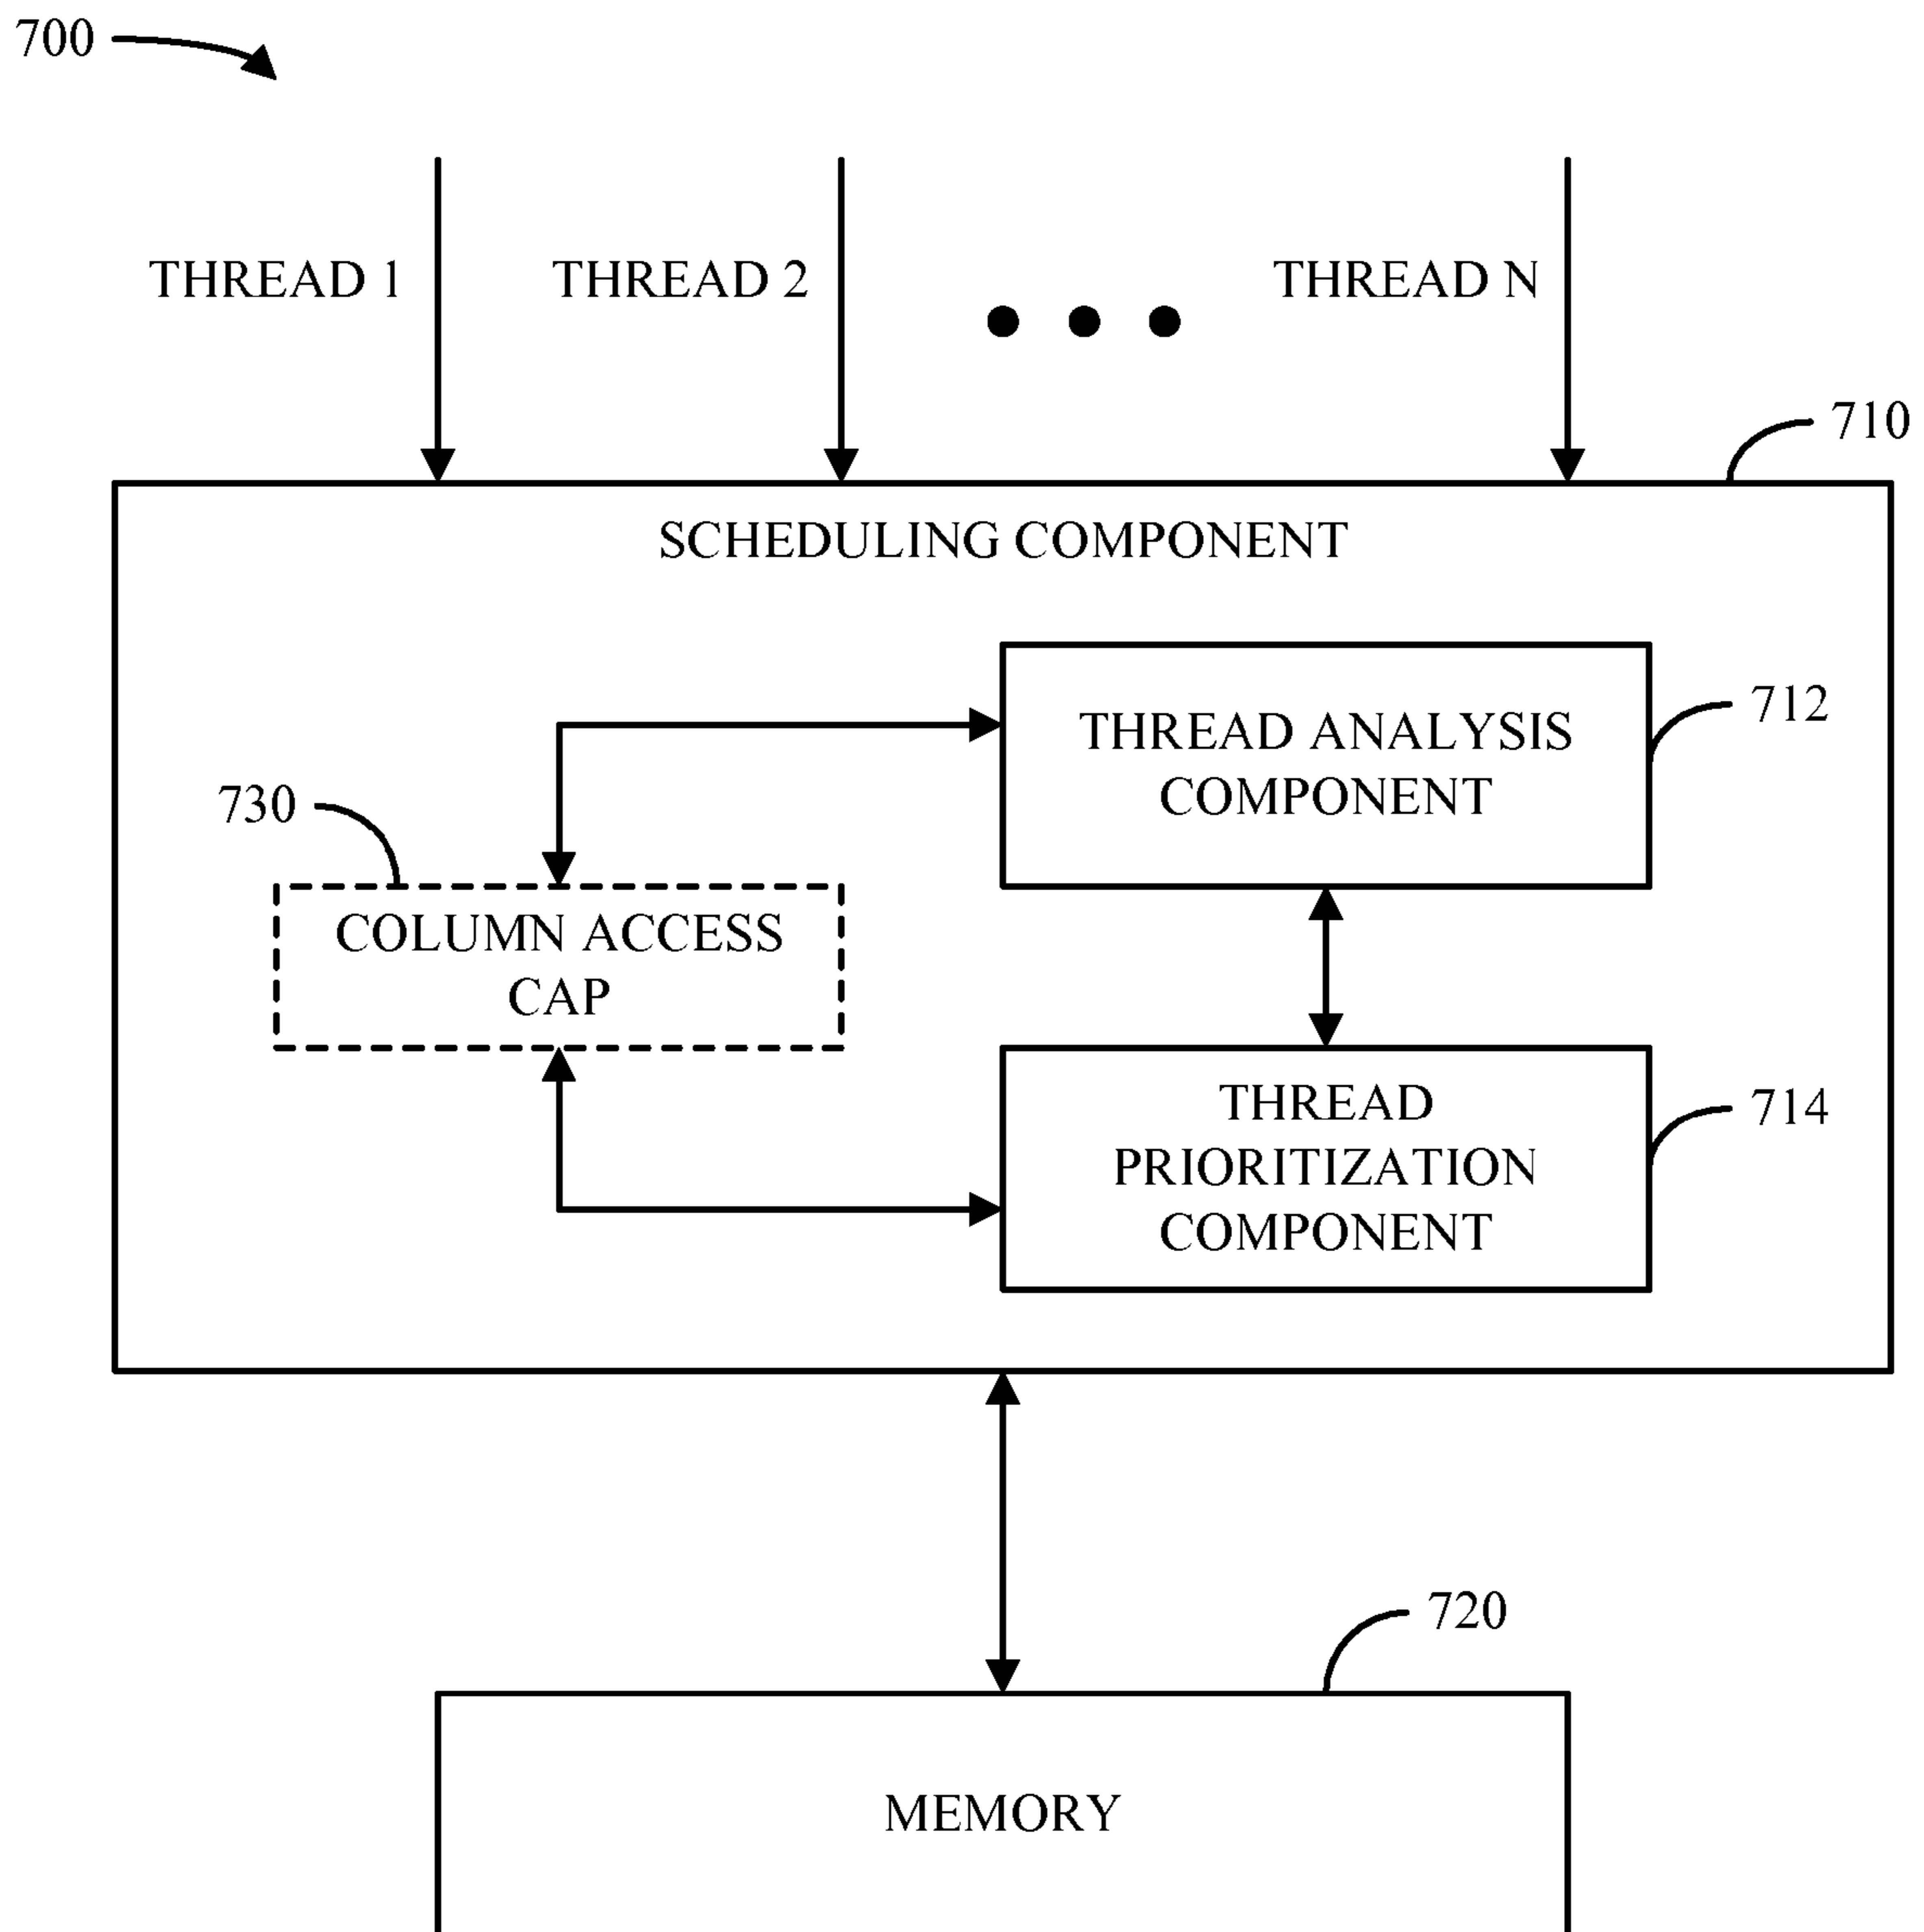 700
THREAD 1
THREAD 2
THREAD N
710
SCHEDULING COMPONENT
THREAD ANALYSIS
COMPONENT
712
730
COLUMN ACCESS
CAP
THREAD
PRIORITIZATION
COMPONENT
714
720
MEMORY